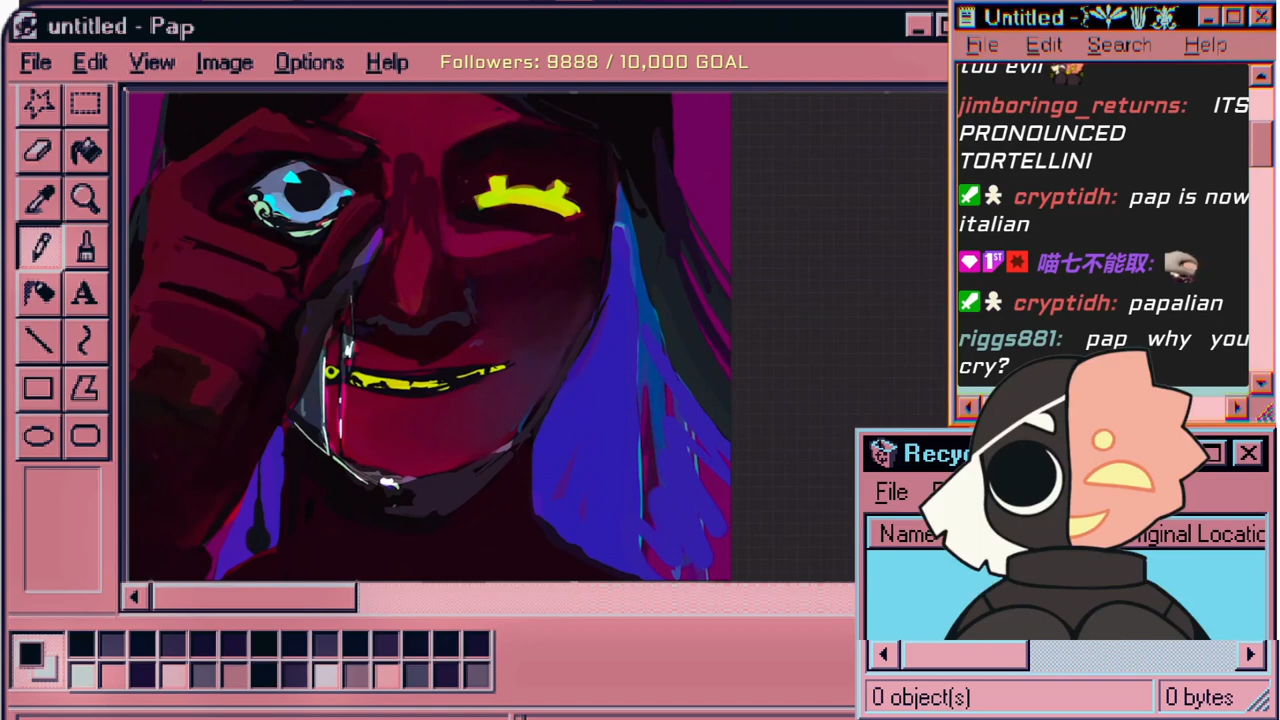 untitled - Pap
File Edit View Image Options Help Followers: 9888 / 10,000 GOAL
A
Untitled -
File Edit Search Help
too evil
jimboringo_returns: ITS
PRONOUNCED
TORTELLINI
cryptidh: pap is now
italian
1ST 喵七不能取:
cryptidh: papalian
riggs881: pap why you
cry?
Recyc
File
Name riginal Locatio
0 object(s) 0 bytes